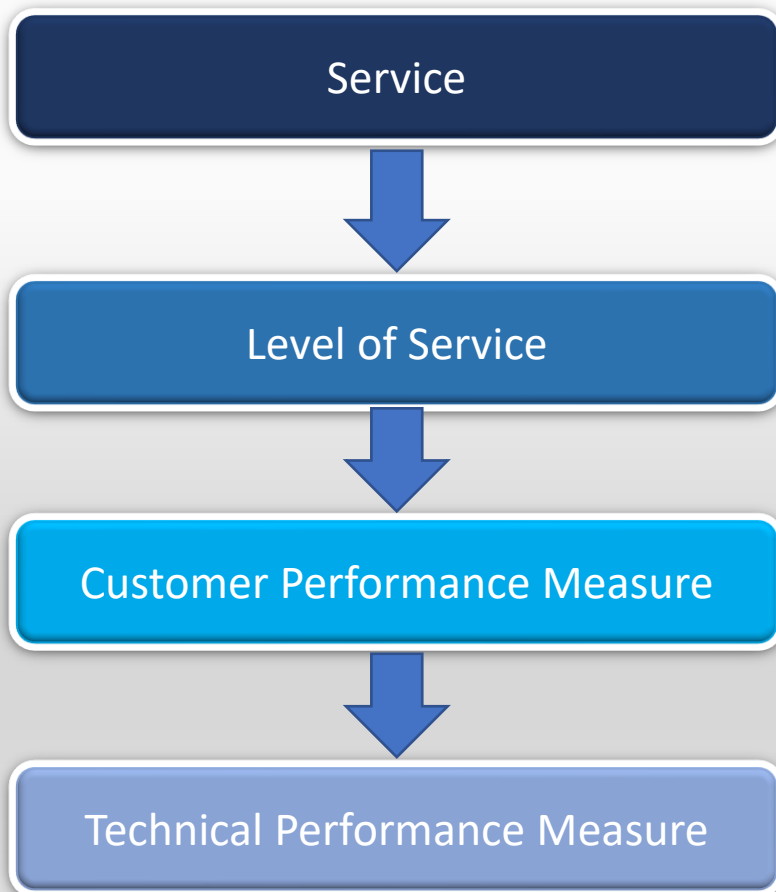 Service
Level of Service
Customer Performance Measure
Technical Performance Measure